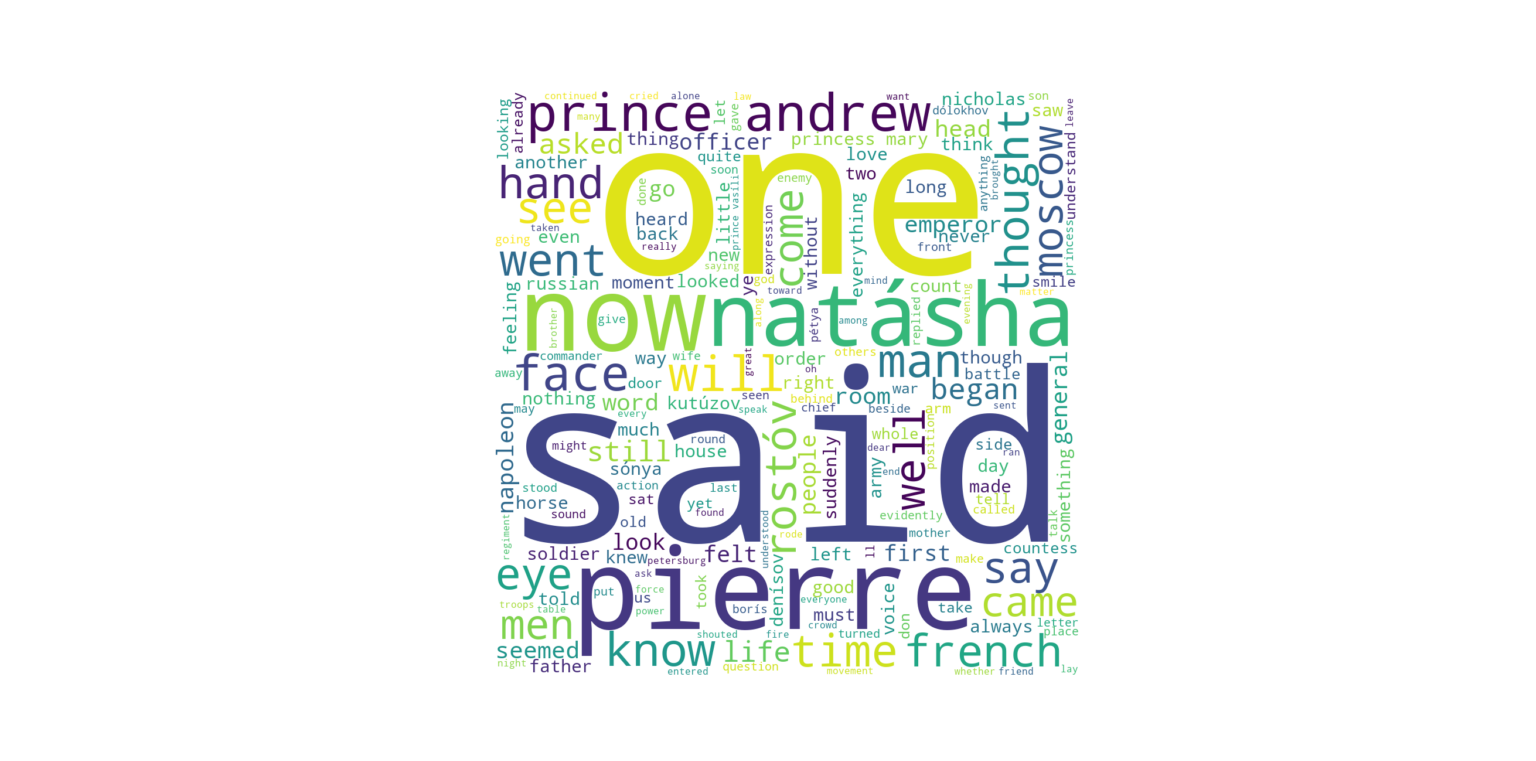 continued cried alone law want
looking already prince andrew let gave nicholas son
many dólokhov saw leave
asked thing officer princess mary head thought moscow
another quite love think understand
hand one soon two anything brought
see done go enemy long
heard little prince vasíli come expression without everything emperor
taken back never
going even really new front princess
went saying
russian moment looked yet god toward mind count smile
feeling now natásha matter
brother give along pétya among replied evening
commander way wife great order others man though
face door will oh battle
away right began
nothing word kutúzov seen behind room war general
napoleon may every speak chief beside arm sent
much said rostóv well whole position side
might still round people suddenly dear ran
sónya house army end day something
stood action last made
horse sat yet tell
sound found evidently called talk
old understood mother
regiment look rode
soldier knew felt left ll first countess
petersburg denísov make
eye pierre ask took good say
told put force us everyone voice take came
troops table power borís must don letter
men crowd always place
seemed know shouted fire turned french
father life time
night entered question movement whether friend lay